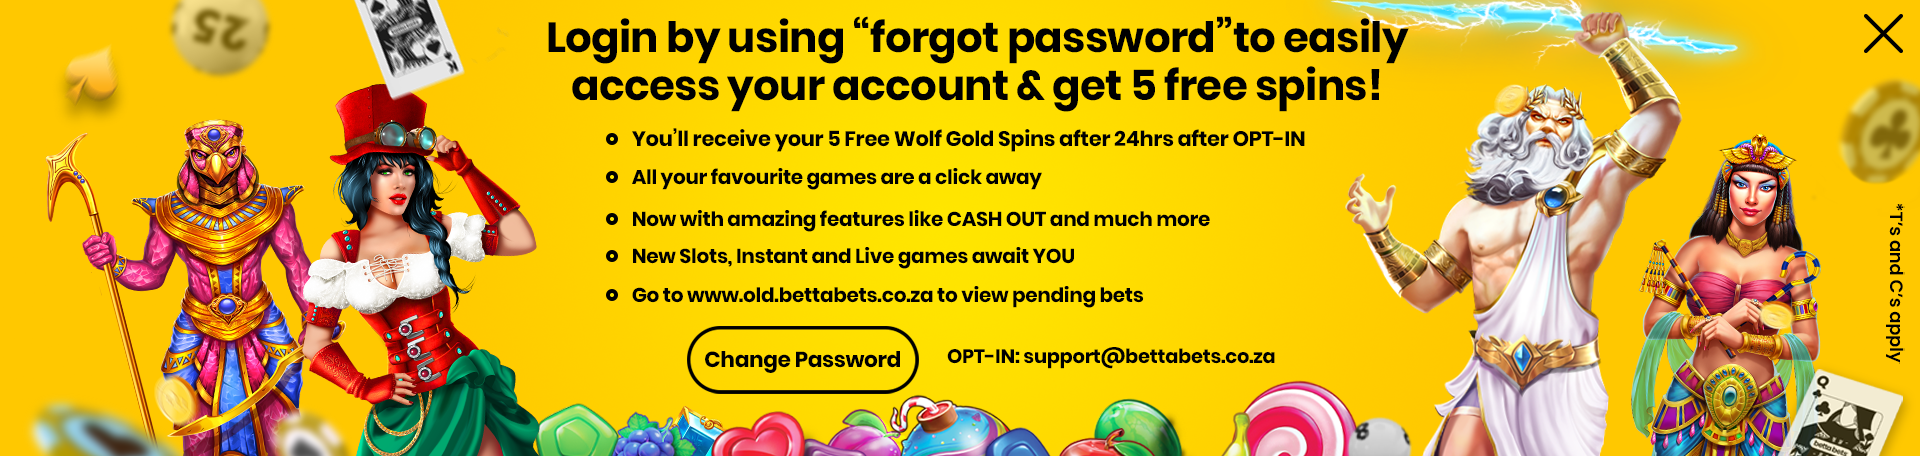 Login by using “forgot password”to easily
access your account & get 5 free spins!
You’ll receive your 5 Free Wolf Gold Spins after 24hrs after OPT-IN
All your favourite games are a click away
Now with amazing features like CASH OUT and much more
New Slots, Instant and Live games await YOU
Go to www.old.bettabets.co.za to view pending bets
Change Password
OPT-IN: support@bettabets.co.za
*T's and C's apply
25
K
Q
bettabets
8